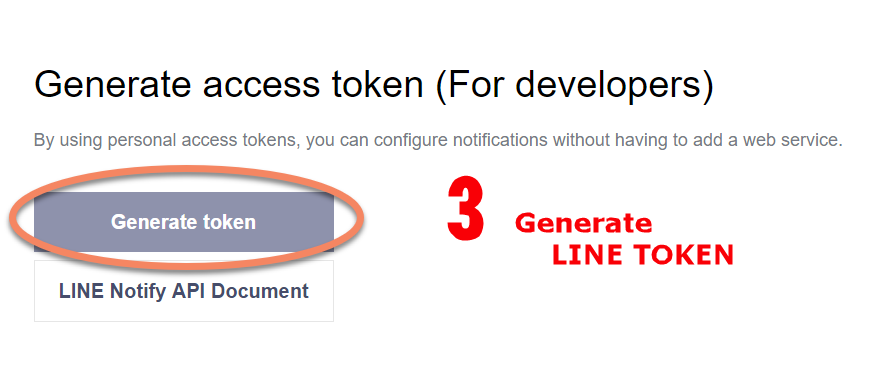 Generate access token (For developers)
By using personal access tokens, you can configure notifications without having to add a web service.
Generate token
3
Generate
LINE TOKEN
LINE Notify API Document